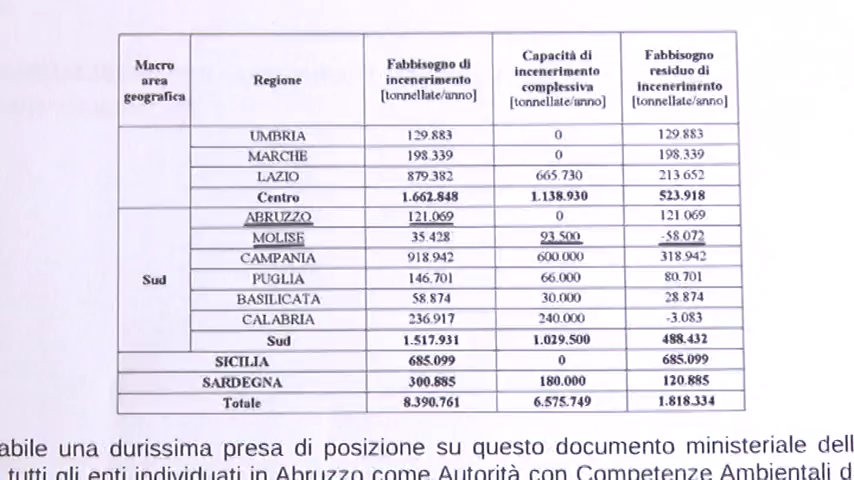 Macro area geografica Regione Fabbisogno di incenerimento [tonnellate/anno] Capacità di incenerimento complessiva [tonnellate/anno] Fabbisogno residuo di incenerimento [tonnellate/anno]
UMBRIA 129.883 0 129.883
MARCHE 198.339 0 198.339
LAZIO 879.382 665.730 213.652
Centro 1.662.848 1.138.930 523.918
ABRUZZO 121.069 0 121.069
MOLISE 35.428 93.500 -58.072
CAMPANIA 918.942 600.000 318.942
Sud PUGLIA 146.701 66.000 80.701
BASILICATA 58.874 30.000 28.874
CALABRIA 236.917 240.000 -3.083
Sud 1.517.931 1.029.500 488.432
SICILIA 685.099 0 685.099
SARDEGNA 300.885 180.000 120.885
Totale 8.390.761 6.575.749 1.818.334
abile una durissima presa di posizione su questo documento ministeriale dell
tutti gli enti individuati in Abruzzo come Autorità con Competenze Ambientali d